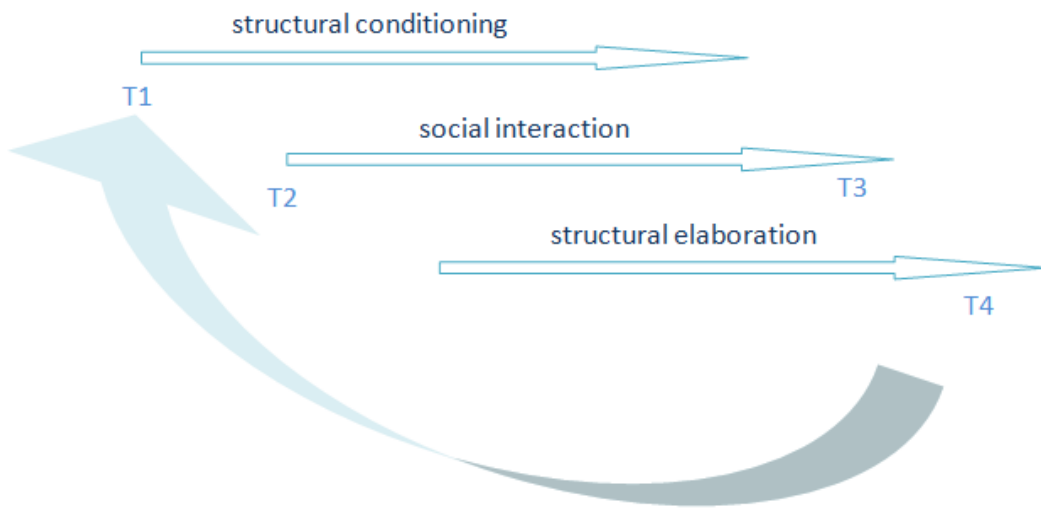 structural conditioning
T1
social interaction
T2
T3
structural elaboration
T4